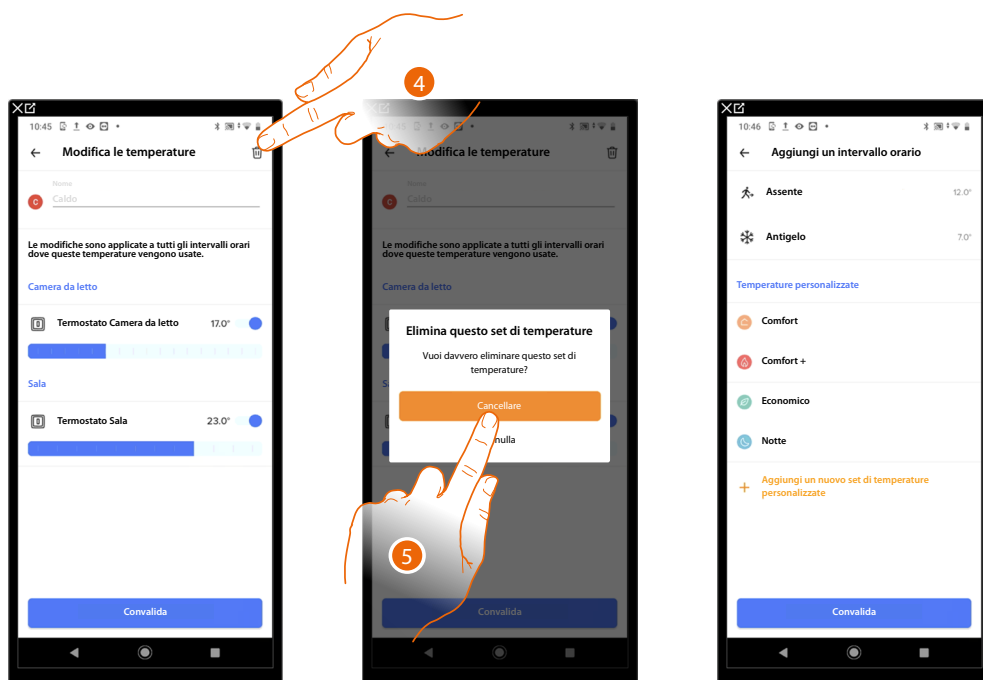 4
10:45
Modifica le temperature
Nome
C
Caldo
Le modifiche sono applicate a tutti gli intervalli orari
dove queste temperature vengono usate.
Camera da letto
Termostato Camera da letto 17.0°
Sala
Termostato Sala 23.0°
Convalida
Modifica le temperature
Nome
C
Caldo
Le modifiche sono applicate a tutti gli intervalli orari
dove queste temperature vengono usate.
Camera da letto
Elimina questo set di temperature
Vuoi davvero eliminare questo set di
temperature?
Cancellare
nulla
5
Convalida
10:46
Aggiungi un intervallo orario
Assente 12.0°
Antigelo 7.0°
Temperature personalizzate
Comfort
Comfort +
Economico
Notte
+ Aggiungi un nuovo set di temperature
personalizzate
Convalida